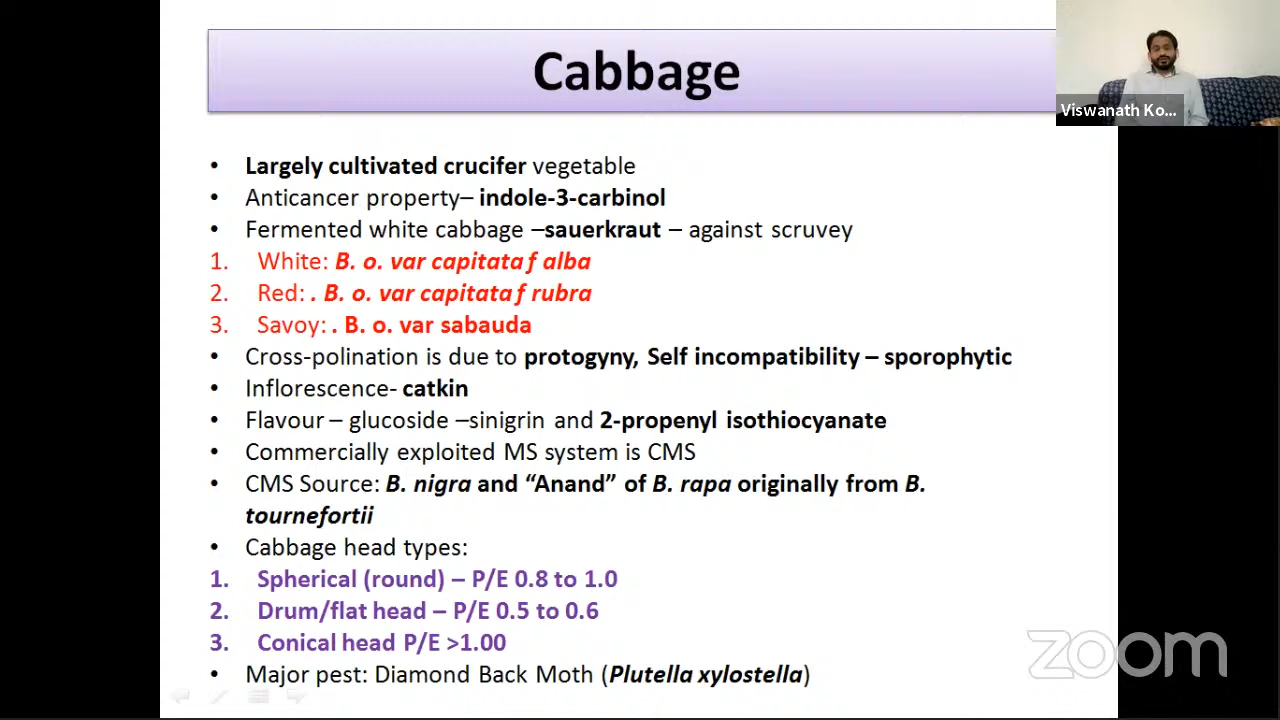 Cabbage
Viswanath Ko...
• Largely cultivated crucifer vegetable
• Anticancer property– indole-3-carbinol
• Fermented white cabbage –sauerkraut – against scruvey
1. White: B. o. var capitata f alba
2. Red: . B. o. var capitata f rubra
3. Savoy: . B. o. var sabauda
• Cross-polination is due to protogyny, Self incompatibility – sporophytic
• Inflorescence- catkin
• Flavour – glucoside –sinigrin and 2-propenyl isothiocyanate
• Commercially exploited MS system is CMS
• CMS Source: B. nigra and “Anand” of B. rapa originally from B.
tournefortii
• Cabbage head types:
1. Spherical (round) – P/E 0.8 to 1.0
2. Drum/flat head – P/E 0.5 to 0.6
3. Conical head P/E >1.00
• Major pest: Diamond Back Moth (Plutella xylostella)
zoom